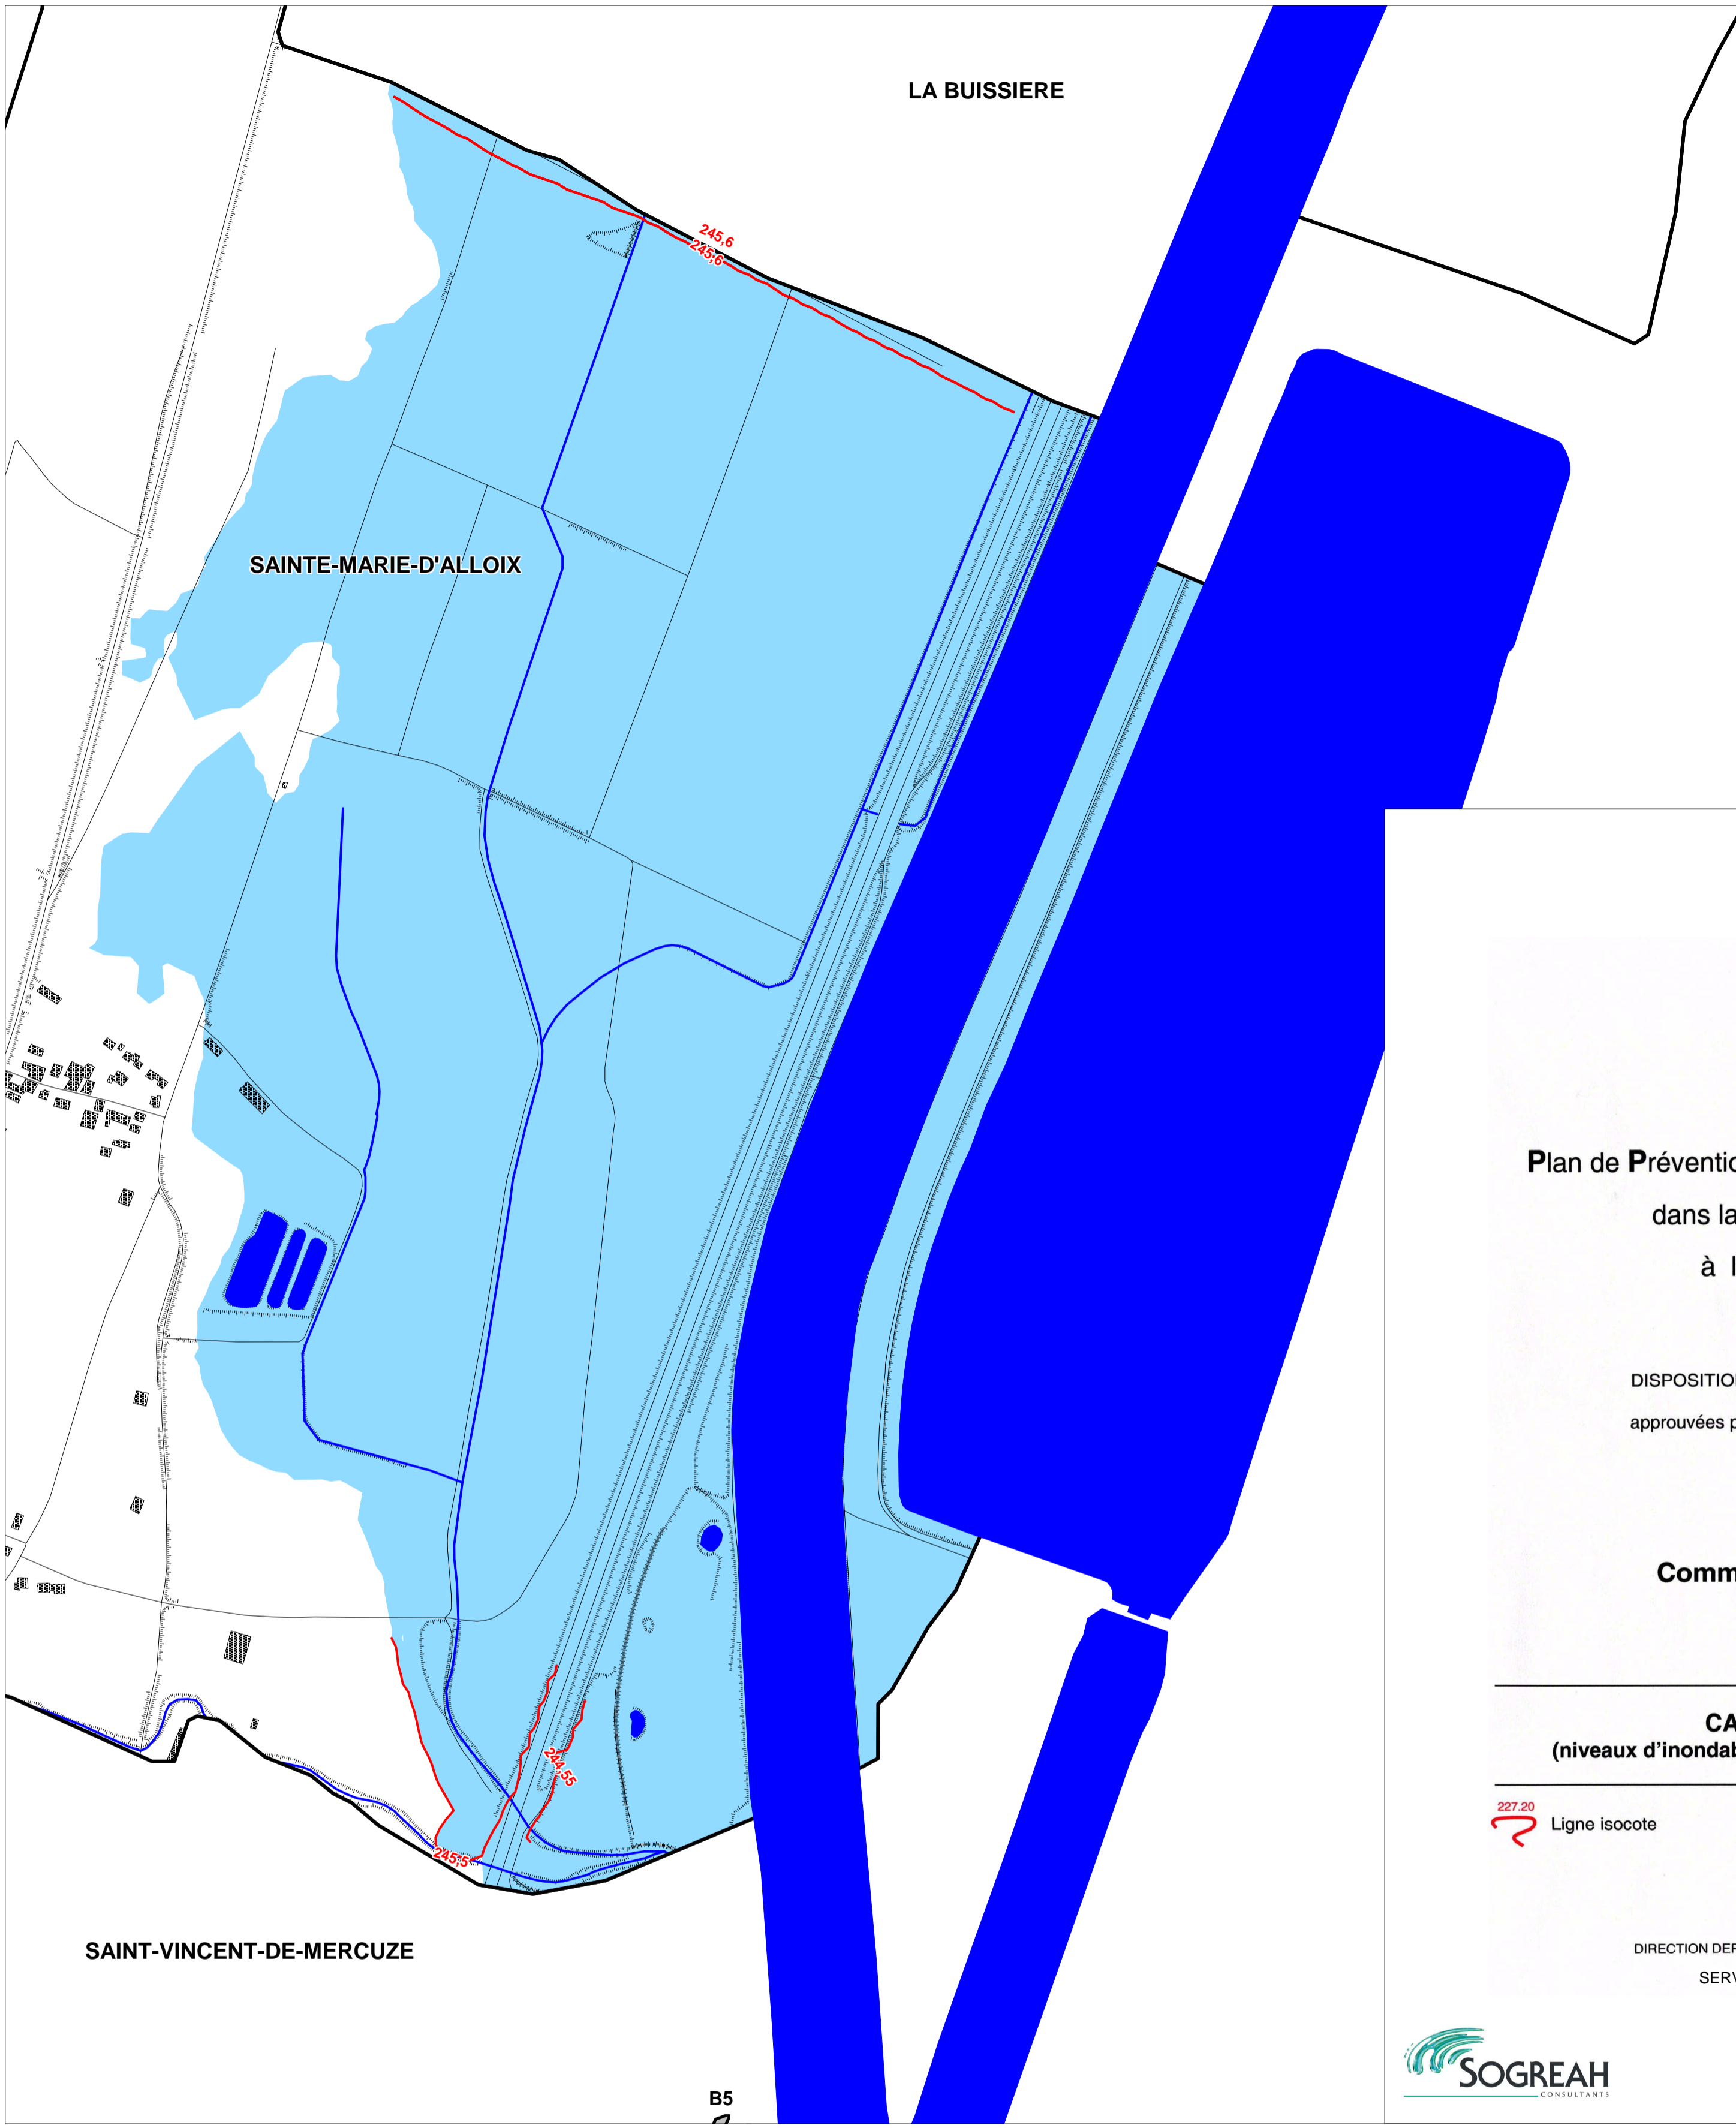 LA BUISSIERE
245,6
245,6
SAINTE-MARIE-D'ALLOIX
Plan de Préventio
dans la
à l
DISPOSITIO
approuvées p
Comm
CA
(niveaux d'inondab
244,55
227.20
Ligne isocote
245,5
SAINT-VINCENT-DE-MERCUZE
DIRECTION DEP
SERV
SOGREAH
CONSULTANTS
B5